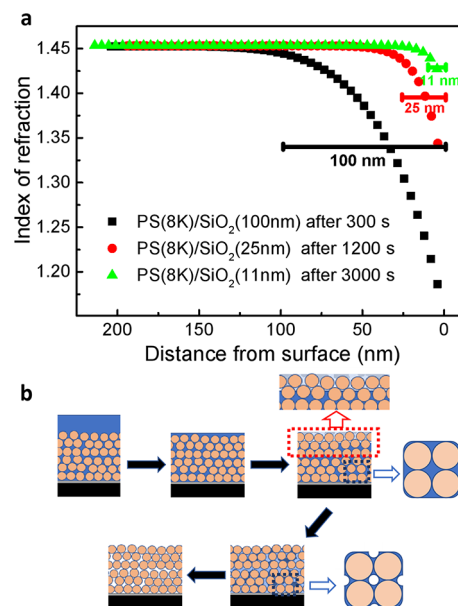 a
1.45
1.40
1.35
1.30
1.25
1.20
Index of refraction
11 nm
25 nm
100 nm
PS(8K)/SiO₂(100nm) after 300 s
PS(8K)/SiO₂(25nm) after 1200 s
PS(8K)/SiO₂(11nm) after 3000 s
200 150 100 50 0
Distance from surface (nm)
b